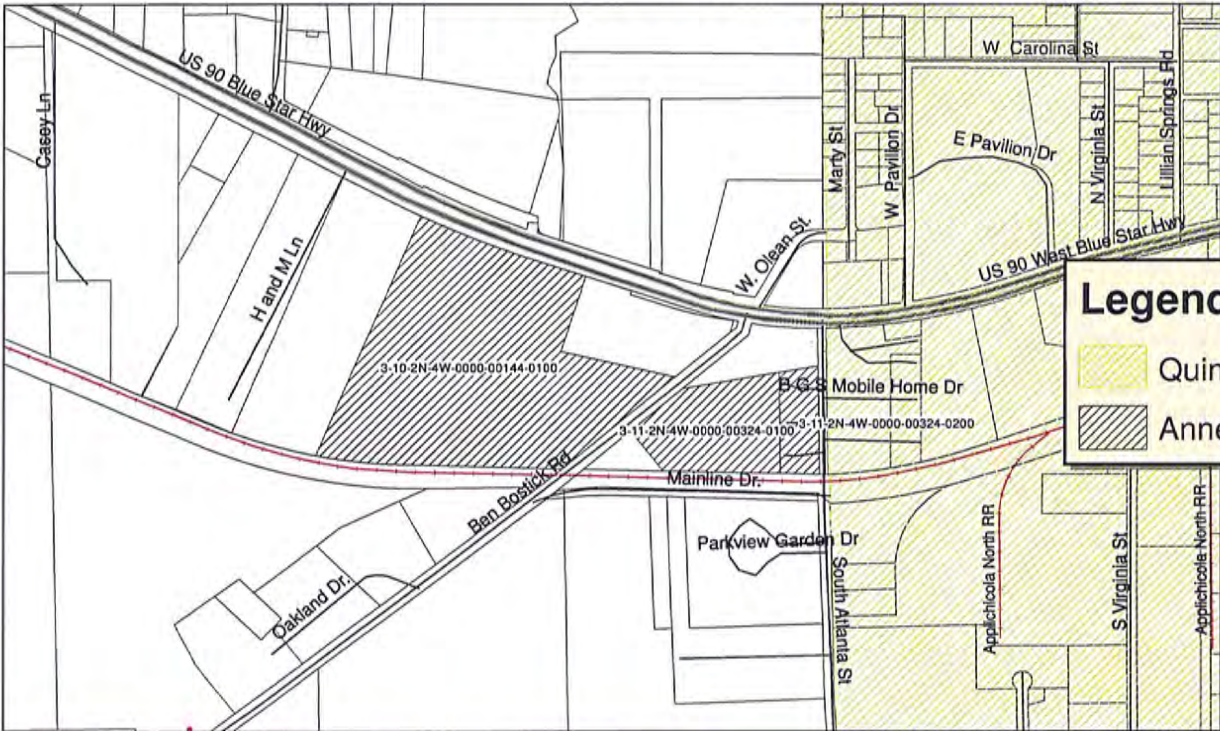 W Carolina St
US 90 Blue Star Hwy
Casey Ln
Marty St
W Pavilion Dr
E Pavilion Dr
N Virginia St
Lillian Springs Rd
W. Olean St.
US 90 West Blue Star Hwy
H and M Ln
Legend
Quin
Anne
3-10-2N-4W-0000-00144-0100
B G S Mobile Home Dr
3-11-2N-4W-0000-00324-0100
3-11-2N-4W-0000-00324-0200
Mainline Dr.
Ben Bostick Rd
Parkview Garden Dr
Oakland Dr.
South Atlanta St
Applichicola North RR
S Virginia St
Applichicola North RR